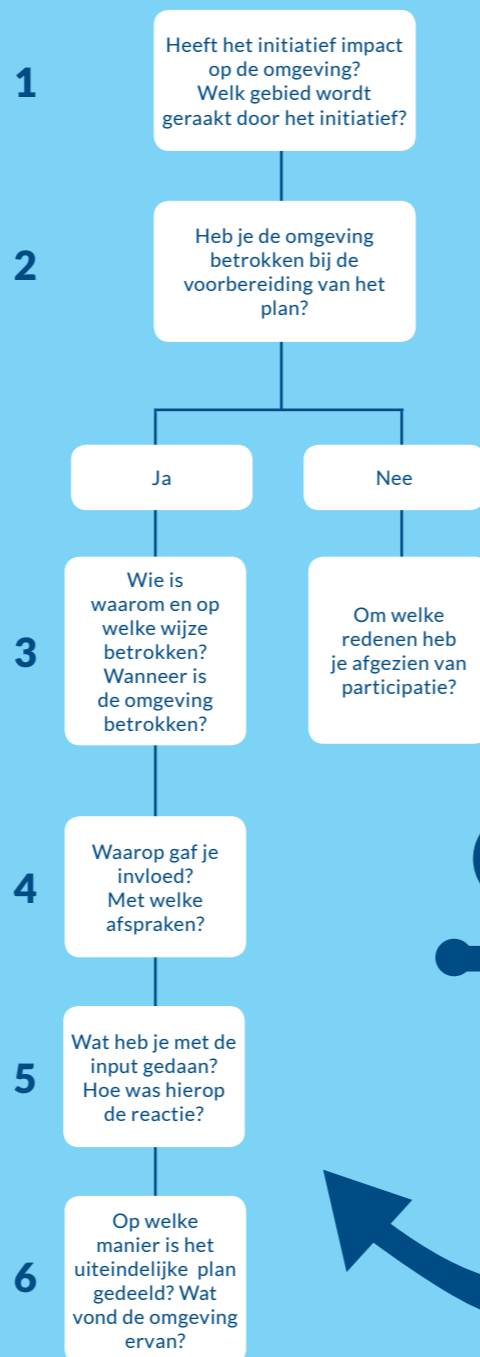 1
Heeft het initiatief impact
op de omgeving?
Welk gebied wordt
geraakt door het initiatief?
2
Heb je de omgeving
betrokken bij de
voorbereiding van het
plan?
Ja
Nee
3
Wie is
waarom en op
welke wijze
betrokken?
Wanneer is
de omgeving
betrokken?
Om welke
redenen heb
je afgezien van
participatie?
4
Waarop gaf je
invloed?
Met welke
afspraken?
5
Wat heb je met de
input gedaan?
Hoe was hierop
de reactie?
6
Op welke
manier is het
uiteindelijke plan
gedeeld? Wat
vond de omgeving
ervan?